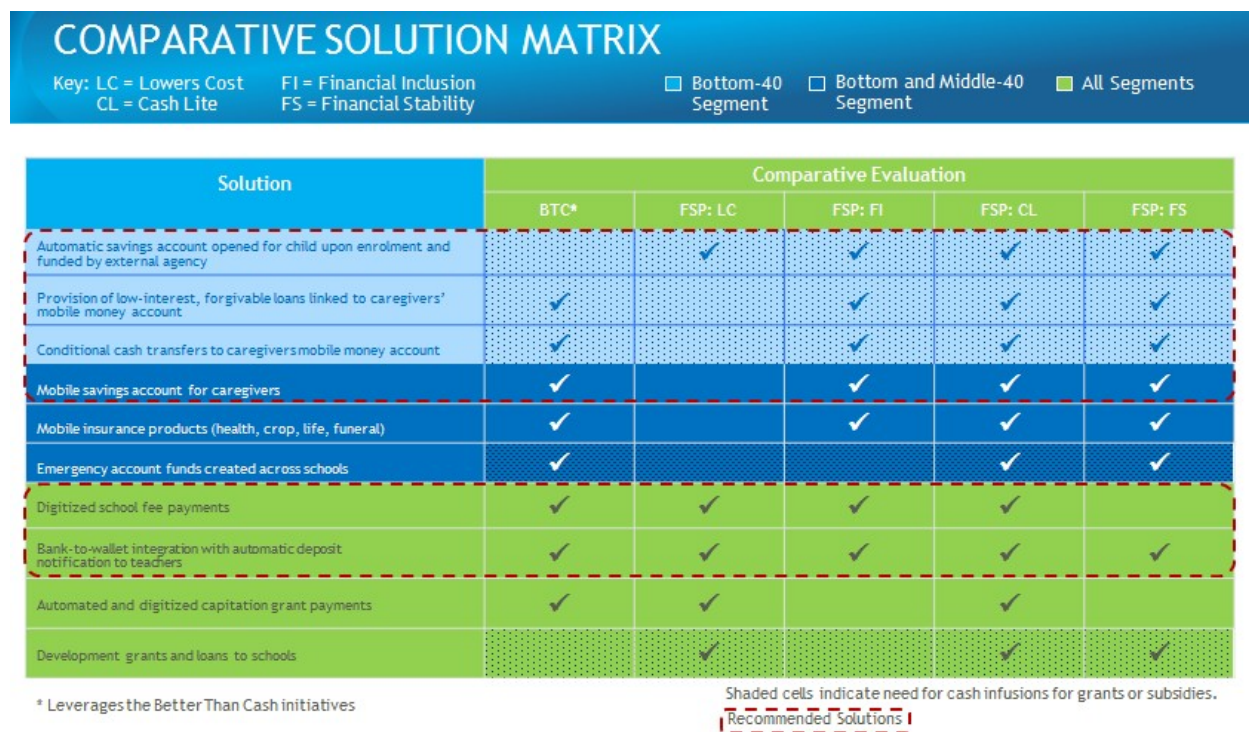 COMPARATIVE SOLUTION MATRIX
Key: LC = Lowers Cost FI = Financial Inclusion
CL = Cash Lite FS = Financial Stability
Bottom-40 Segment
Bottom and Middle-40 Segment
All Segments
Solution
Comparative Evaluation
BTC* FSP: LC FSP: FI FSP: CL FSP: FS
Automatic savings account opened for child upon enrolment and
funded by external agency
✓ ✓ ✓ ✓
Provision of low-interest, forgivable loans linked to caregivers’
mobile money account
✓ ✓ ✓ ✓
Conditional cash transfers to caregivers mobile money account
✓ ✓ ✓ ✓
Mobile savings account for caregivers
✓ ✓ ✓ ✓
Mobile insurance products (health, crop, life, funeral)
✓ ✓ ✓ ✓
Emergency account funds created across schools
✓ ✓ ✓
Digitized school fee payments
✓ ✓ ✓ ✓
Bank-to-wallet integration with automatic deposit
notification to teachers
✓ ✓ ✓ ✓ ✓
Automated and digitized capitation grant payments
✓ ✓ ✓
Development grants and loans to schools
✓ ✓ ✓
* Leverages the Better Than Cash initiatives
Shaded cells indicate need for cash infusions for grants or subsidies.
Recommended Solutions